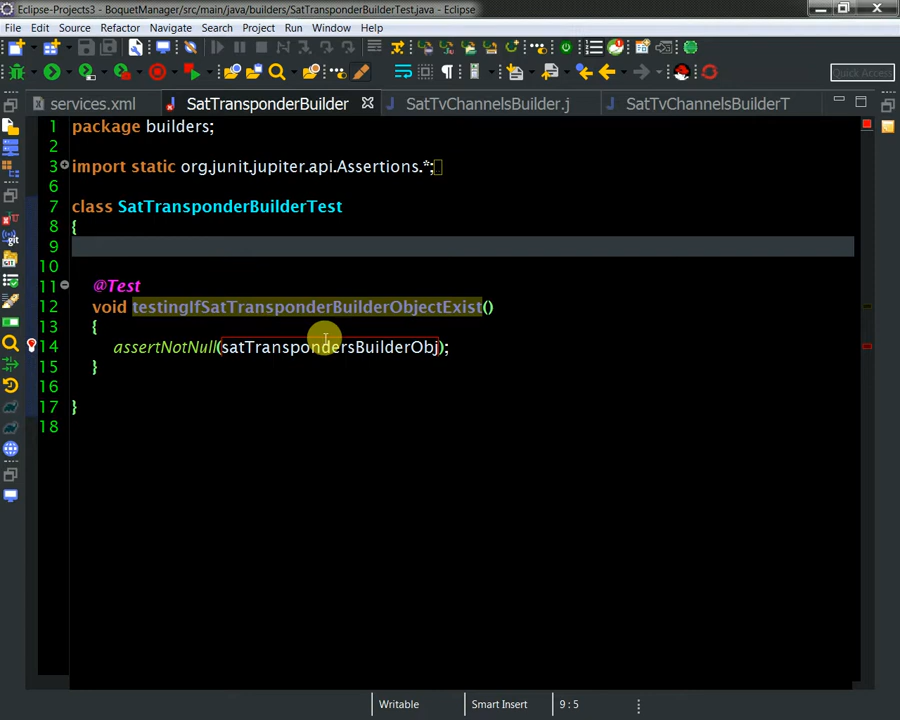 Eclipse-Projects3 - BoquetManager/src/main/java/builders/SatTransponderBuilderTest.java - Eclipse
File Edit Source Refactor Navigate Search Project Run Window Help
Quick Access
services.xml SatTransponderBuilder SatTvChannelsBuilder.j SatTvChannelsBuilderT
1 package builders;
2
3 import static org.junit.jupiter.api.Assertions.*;
6
7 class SatTransponderBuilderTest
8 {
9
10
11 @Test
12 void testingIfSatTransponderBuilderObjectExist()
13 {
14 assertNotNull(satTranspondersBuilderObj);
15 }
16
17 }
18
Writable Smart Insert 9 : 5